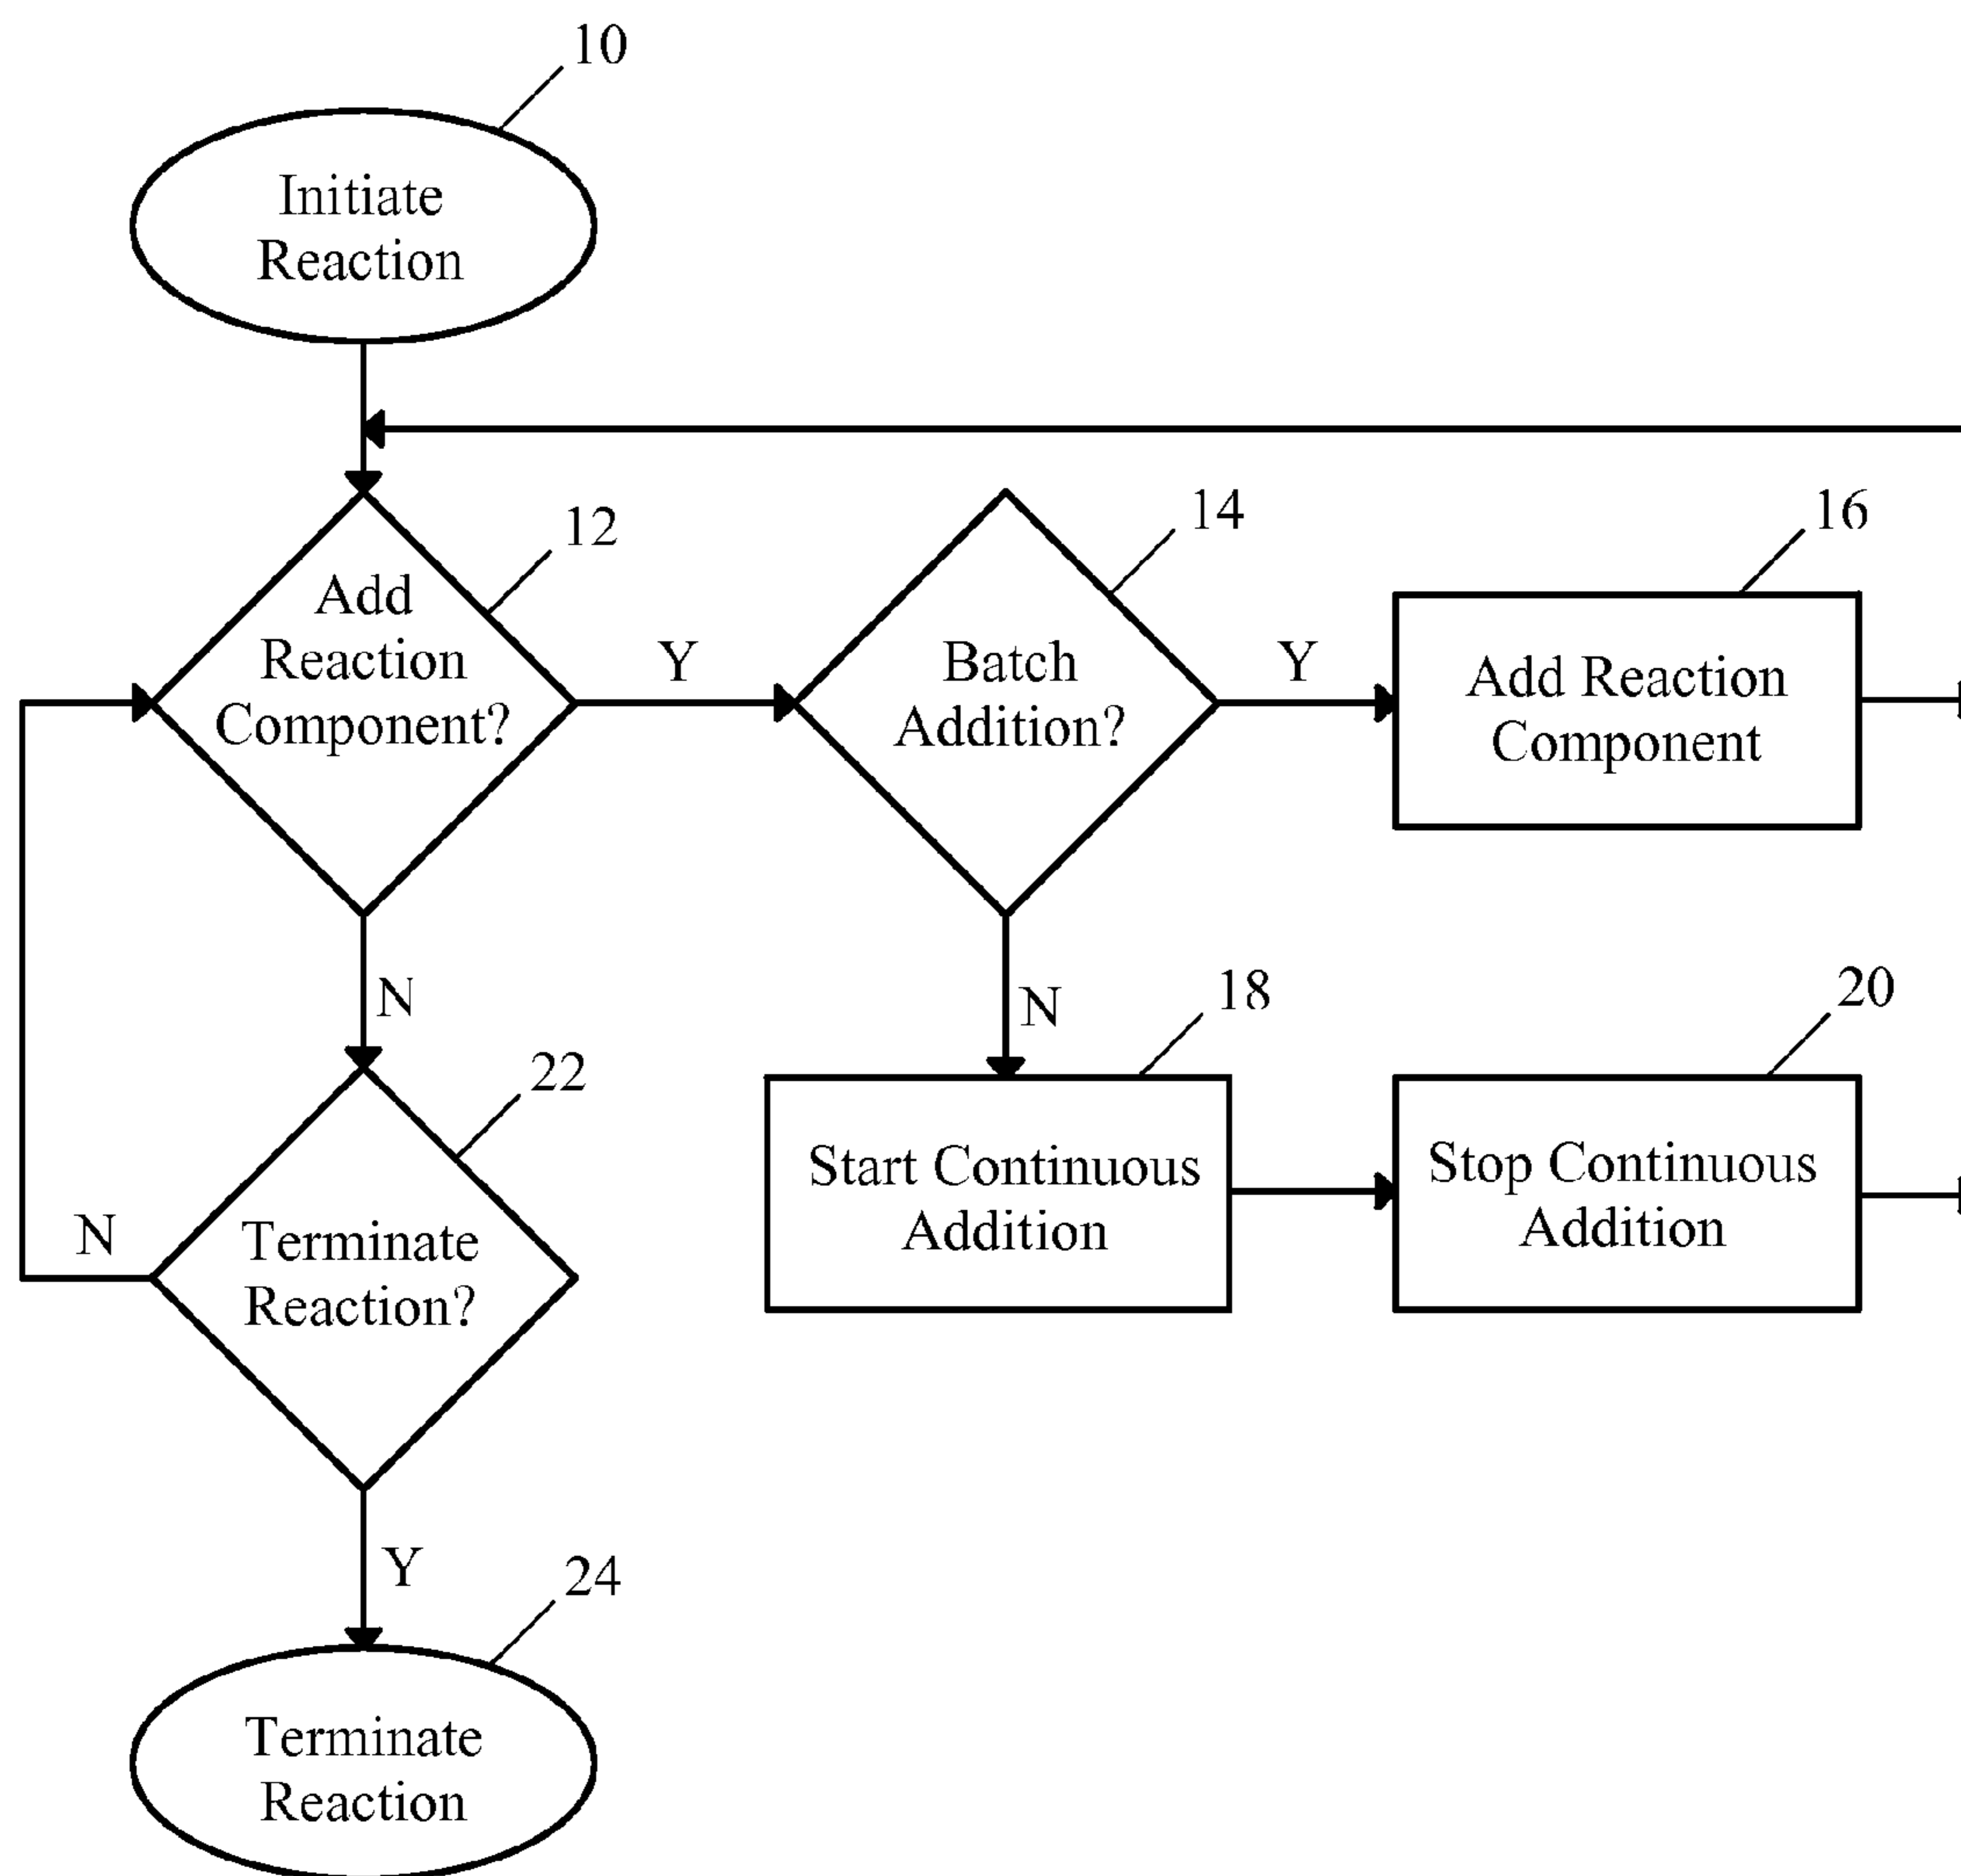 10
Initiate
Reaction
12
Add
Reaction
Component?
Y
14
Batch
Addition?
Y
16
Add Reaction
Component
N
N
18
Start Continuous
Addition
20
Stop Continuous
Addition
22
Terminate
Reaction?
N
Y
24
Terminate
Reaction